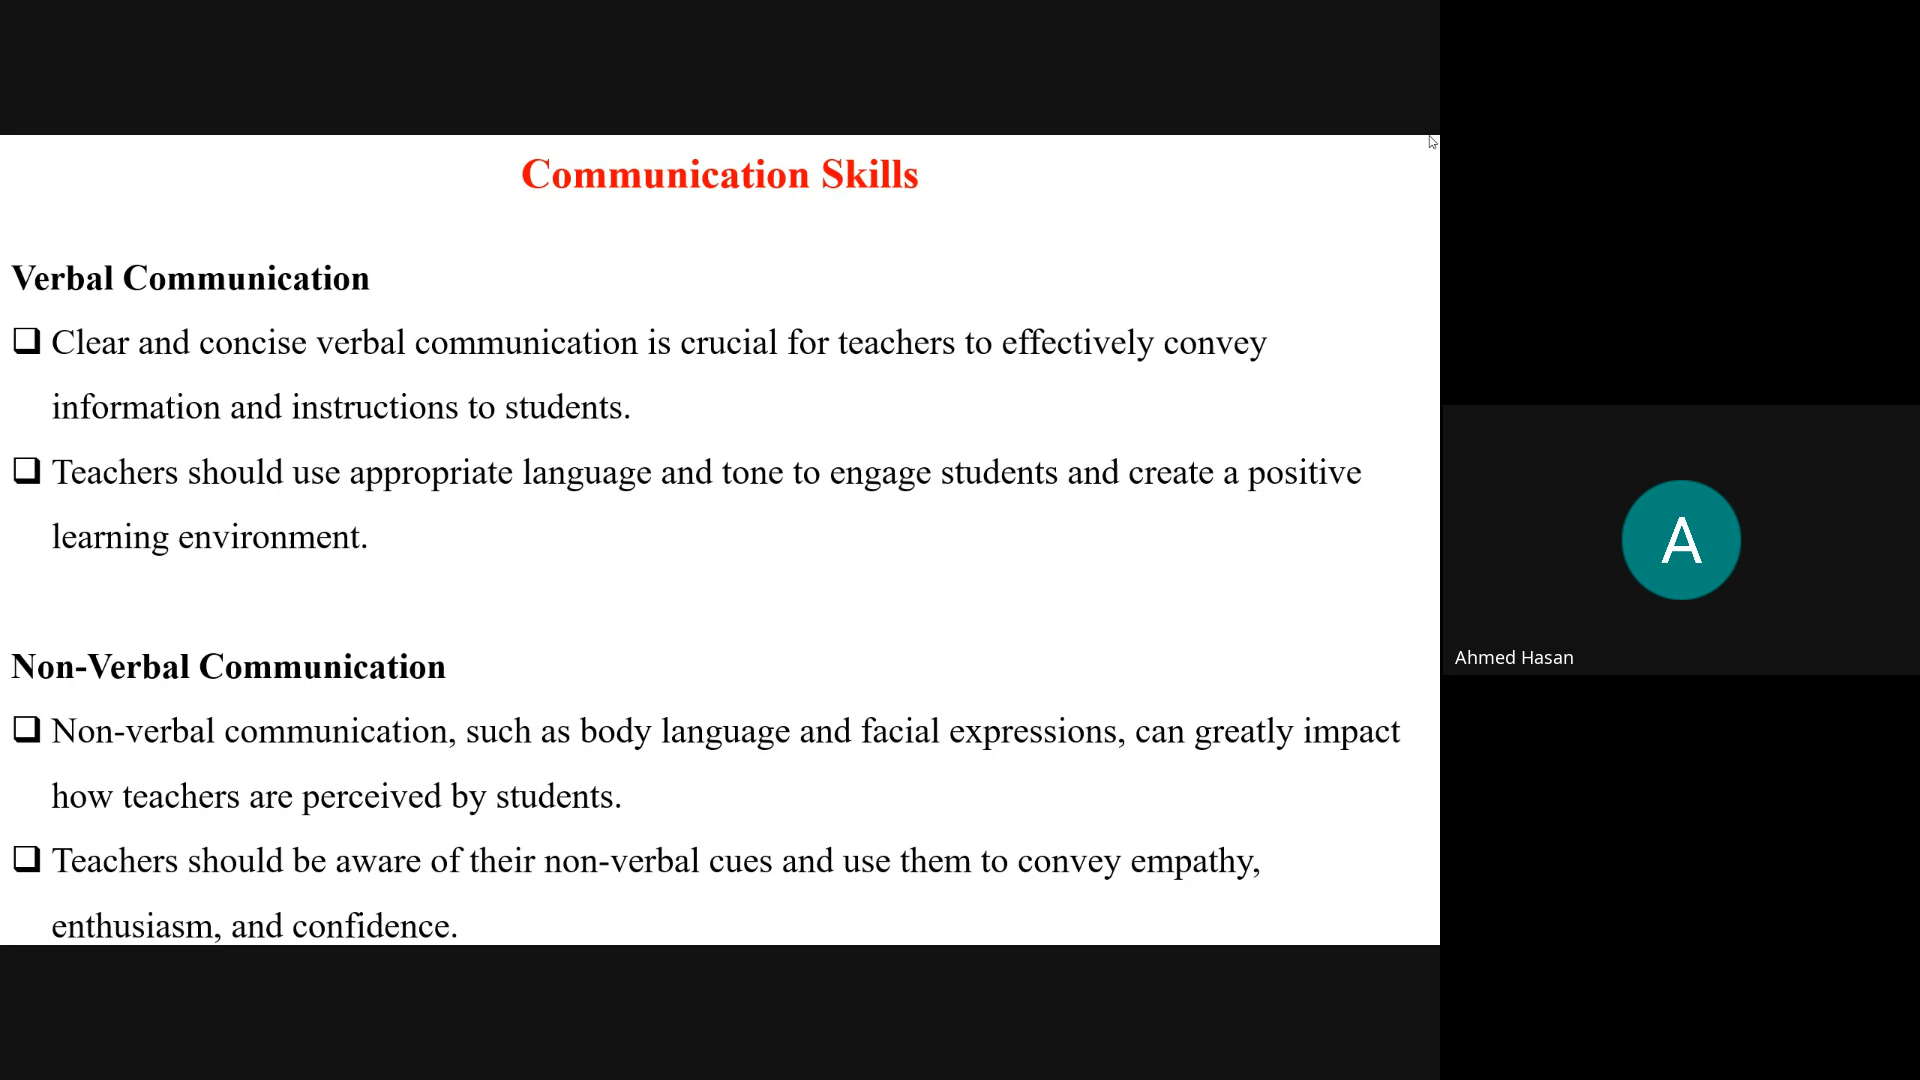 Communication Skills
Verbal Communication
❑ Clear and concise verbal communication is crucial for teachers to effectively convey
information and instructions to students.
❑ Teachers should use appropriate language and tone to engage students and create a positive
learning environment.
Non-Verbal Communication
❑ Non-verbal communication, such as body language and facial expressions, can greatly impact
how teachers are perceived by students.
❑ Teachers should be aware of their non-verbal cues and use them to convey empathy,
enthusiasm, and confidence.
A
Ahmed Hasan